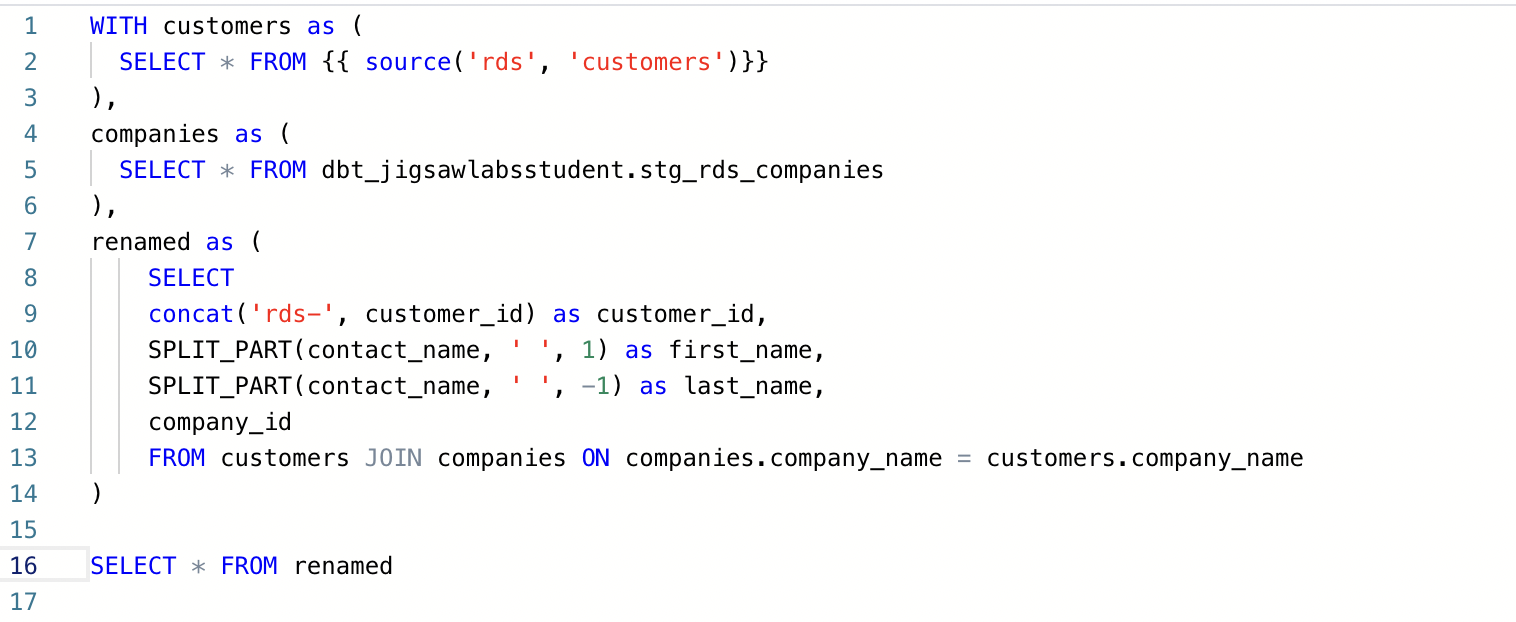 1 WITH customers as (
2 SELECT * FROM {{ source('rds', 'customers')}}
3 ),
4 companies as (
5 SELECT * FROM dbt_jigsawlabsstudent.stg_rds_companies
6 ),
7 renamed as (
8 SELECT
9 concat('rds-', customer_id) as customer_id,
10 SPLIT_PART(contact_name, ' ', 1) as first_name,
11 SPLIT_PART(contact_name, ' ', -1) as last_name,
12 company_id
13 FROM customers JOIN companies ON companies.company_name = customers.company_name
14 )
15
16 SELECT * FROM renamed
17